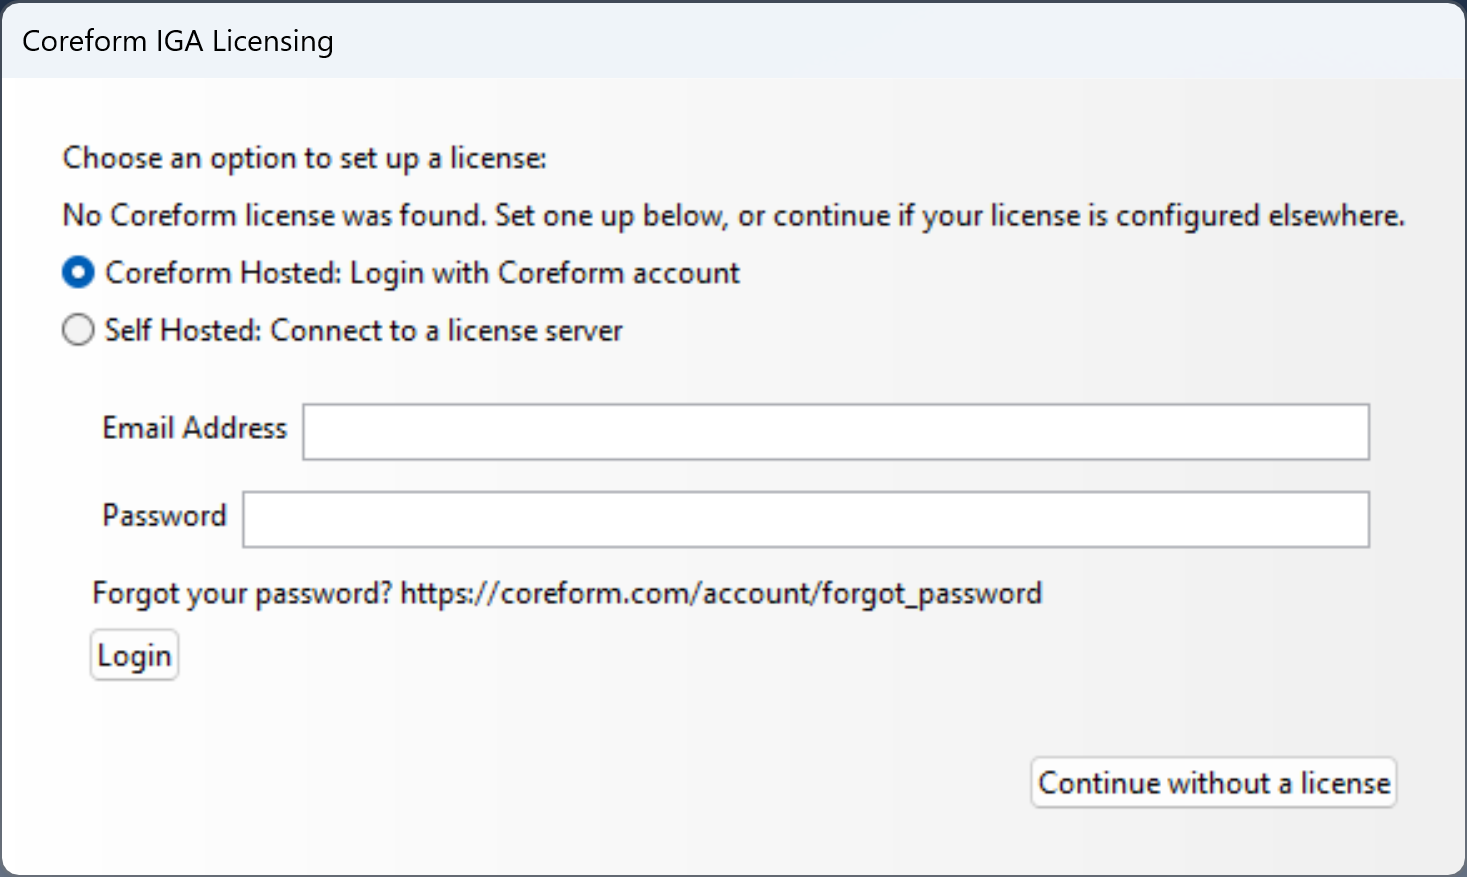 Coreform IGA Licensing
Choose an option to set up a license:
No Coreform license was found. Set one up below, or continue if your license is configured elsewhere.
Coreform Hosted: Login with Coreform account
Self Hosted: Connect to a license server
Email Address
Password
Forgot your password? https://coreform.com/account/forgot_password
Login
Continue without a license